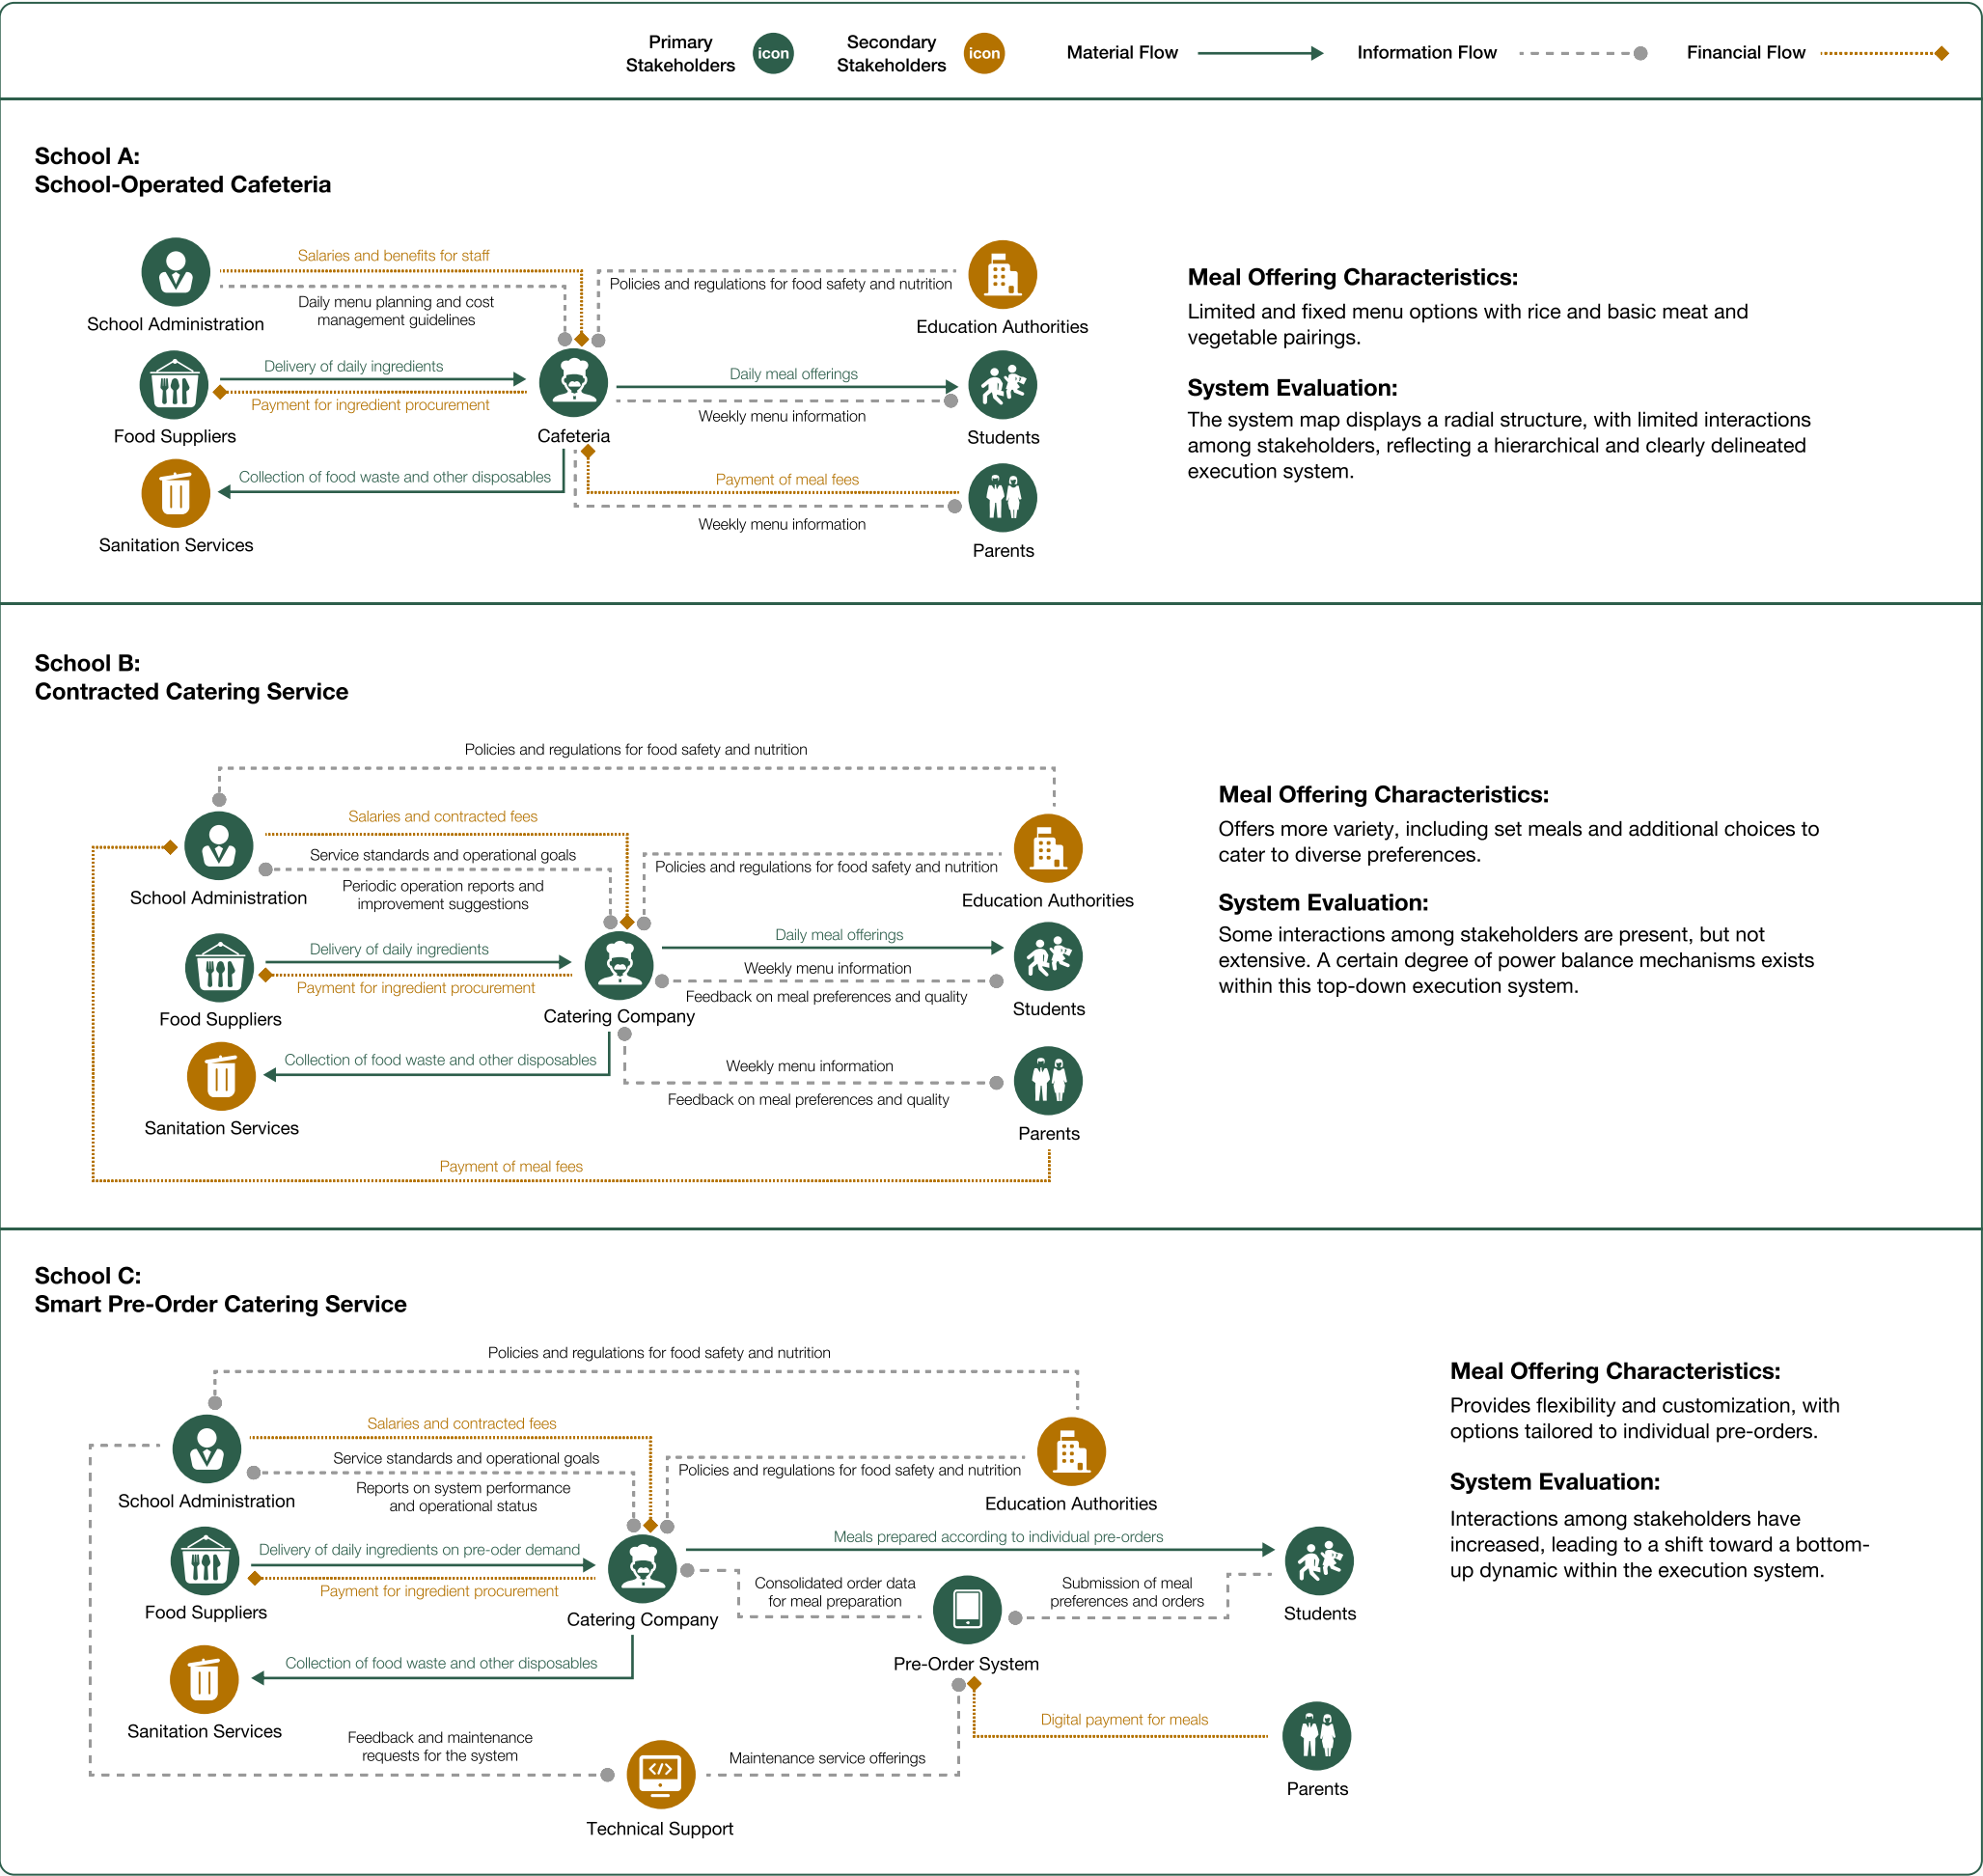 Primary
Stakeholders
icon
Secondary
Stakeholders
icon
Material Flow
Information Flow
Financial Flow
School A:
School-Operated Cafeteria
Salaries and benefits for staff
Daily menu planning and cost
management guidelines
School Administration
Policies and regulations for food safety and nutrition
Education Authorities
Delivery of daily ingredients
Payment for ingredient procurement
Food Suppliers
Cafeteria
Daily meal offerings
Weekly menu information
Students
Collection of food waste and other disposables
Sanitation Services
Payment of meal fees
Weekly menu information
Parents
Meal Offering Characteristics:
Limited and fixed menu options with rice and basic meat and
vegetable pairings.
System Evaluation:
The system map displays a radial structure, with limited interactions
among stakeholders, reflecting a hierarchical and clearly delineated
execution system.
School B:
Contracted Catering Service
Policies and regulations for food safety and nutrition
Salaries and contracted fees
Service standards and operational goals
Periodic operation reports and
improvement suggestions
School Administration
Policies and regulations for food safety and nutrition
Education Authorities
Delivery of daily ingredients
Payment for ingredient procurement
Food Suppliers
Catering Company
Daily meal offerings
Weekly menu information
Feedback on meal preferences and quality
Students
Collection of food waste and other disposables
Sanitation Services
Weekly menu information
Feedback on meal preferences and quality
Parents
Payment of meal fees
Meal Offering Characteristics:
Offers more variety, including set meals and additional choices to
cater to diverse preferences.
System Evaluation:
Some interactions among stakeholders are present, but not
extensive. A certain degree of power balance mechanisms exists
within this top-down execution system.
School C:
Smart Pre-Order Catering Service
Policies and regulations for food safety and nutrition
Salaries and contracted fees
Service standards and operational goals
Reports on system performance
and operational status
School Administration
Policies and regulations for food safety and nutrition
Education Authorities
Delivery of daily ingredients on pre-oder demand
Payment for ingredient procurement
Food Suppliers
Catering Company
Meals prepared according to individual pre-orders
Consolidated order data
for meal preparation
Submission of meal
preferences and orders
Students
Pre-Order System
Collection of food waste and other disposables
Sanitation Services
Digital payment for meals
Parents
Feedback and maintenance
requests for the system
Maintenance service offerings
Technical Support
Meal Offering Characteristics:
Provides flexibility and customization, with
options tailored to individual pre-orders.
System Evaluation:
Interactions among stakeholders have
increased, leading to a shift toward a bottom-
up dynamic within the execution system.